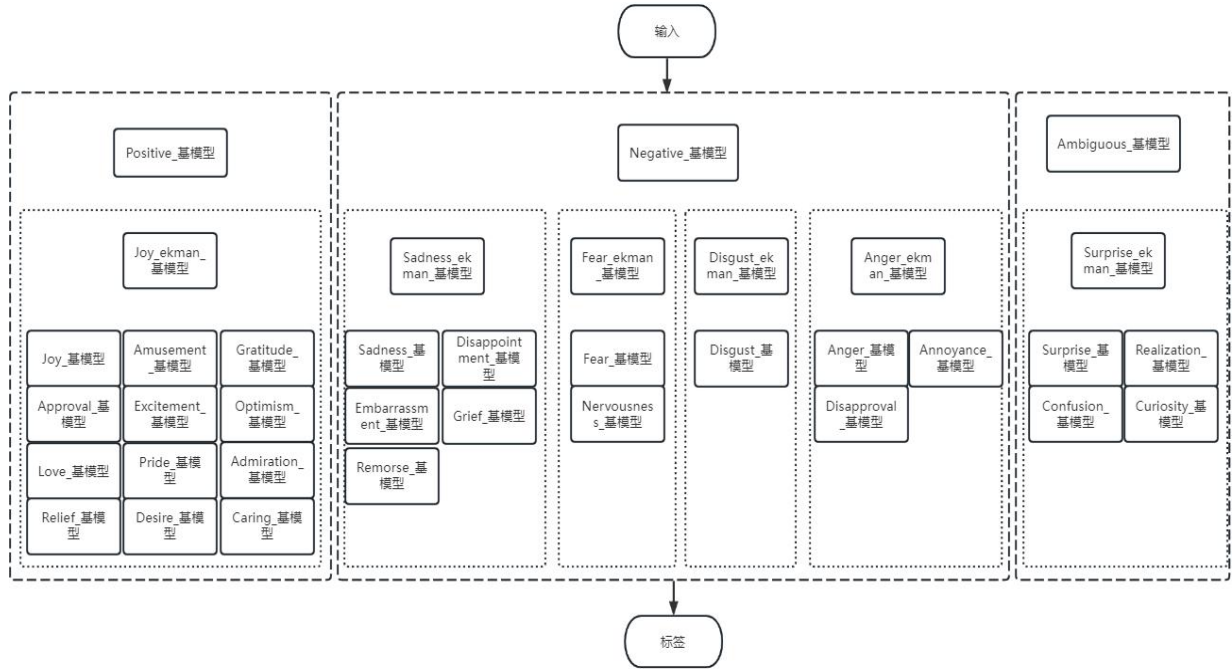 输入
Positive_基模型
Negative_基模型
Ambiguous_基模型
Joy_ekman_
基模型
Sadness_ek
man_基模型
Fear_ekman
_基模型
Disgust_ek
man_基模型
Anger_ekm
an_基模型
Surprise_ek
man_基模型
Joy_基模型
Amusement
_基模型
Gratitude_
基模型
Approval_基
模型
Excitement_
基模型
Optimism_
基模型
Love_基模型
Pride_基模
型
Admiration_
基模型
Relief_基模
型
Desire_基模
型
Caring_基模
型
Sadness_基
模型
Disappoint
ment_基模
型
Embarrassm
ent_基模型
Grief_基模型
Remorse_基
模型
Fear_基模型
Nervousnes
s_基模型
Disgust_基
模型
Anger_基模
型
Annoyance_
基模型
Disapproval
_基模型
Surprise_基
模型
Realization_
基模型
Confusion_
基模型
Curiosity_基
模型
标签